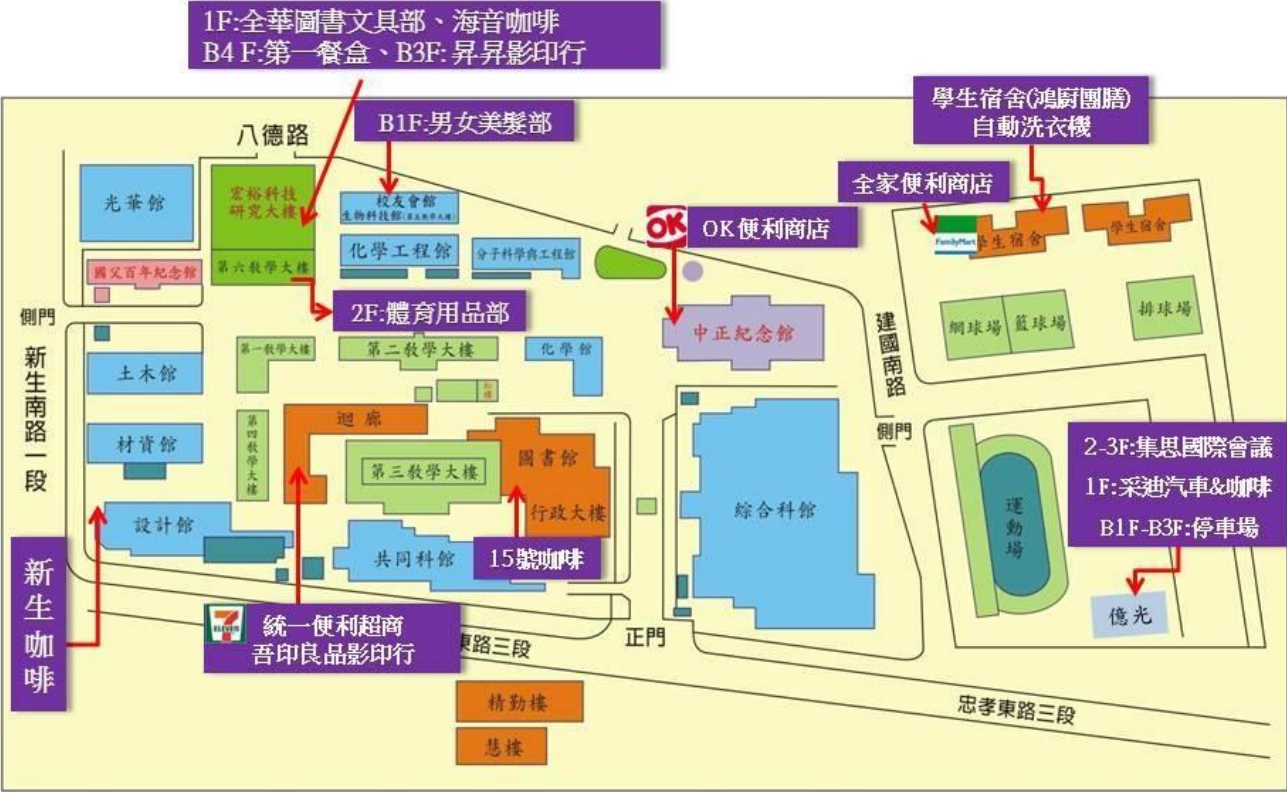 1F:全華圖書文具部、海音咖啡
B4 F:第一餐盒、B3F: 昇昇影印行
學生宿舍(鴻廚團膳)
自動洗衣機
B1F:男女美髮部
八德路
全家便利商店
光華館
宏裕科技
研究大樓
校友會館
生物科技館(第五教學大樓)
OK
OK便利商店
FamilyMart
學生宿舍
學生宿舍
化學工程館
分子科學與工程館
國父百年紀念館
第六教學大樓
2F:體育用品部
側門
建國南路
網球場
籃球場
排球場
中正紀念館
新生南路一段
土木館
第一教學大樓
第二教學大樓
化學館
迴廊
側門
材資館
第四教學大樓
第三教學大樓
圖書館
行政大樓
綜合科館
運動場
2-3F:集思國際會議
1F:采迪汽車&咖啡
B1F-B3F:停車場
設計館
共同科館
15號咖啡
新生咖啡
億光
7
ELEVEN
統一便利超商
吾印良品影印行
東路三段
正門
忠孝東路三段
精勤樓
慧樓